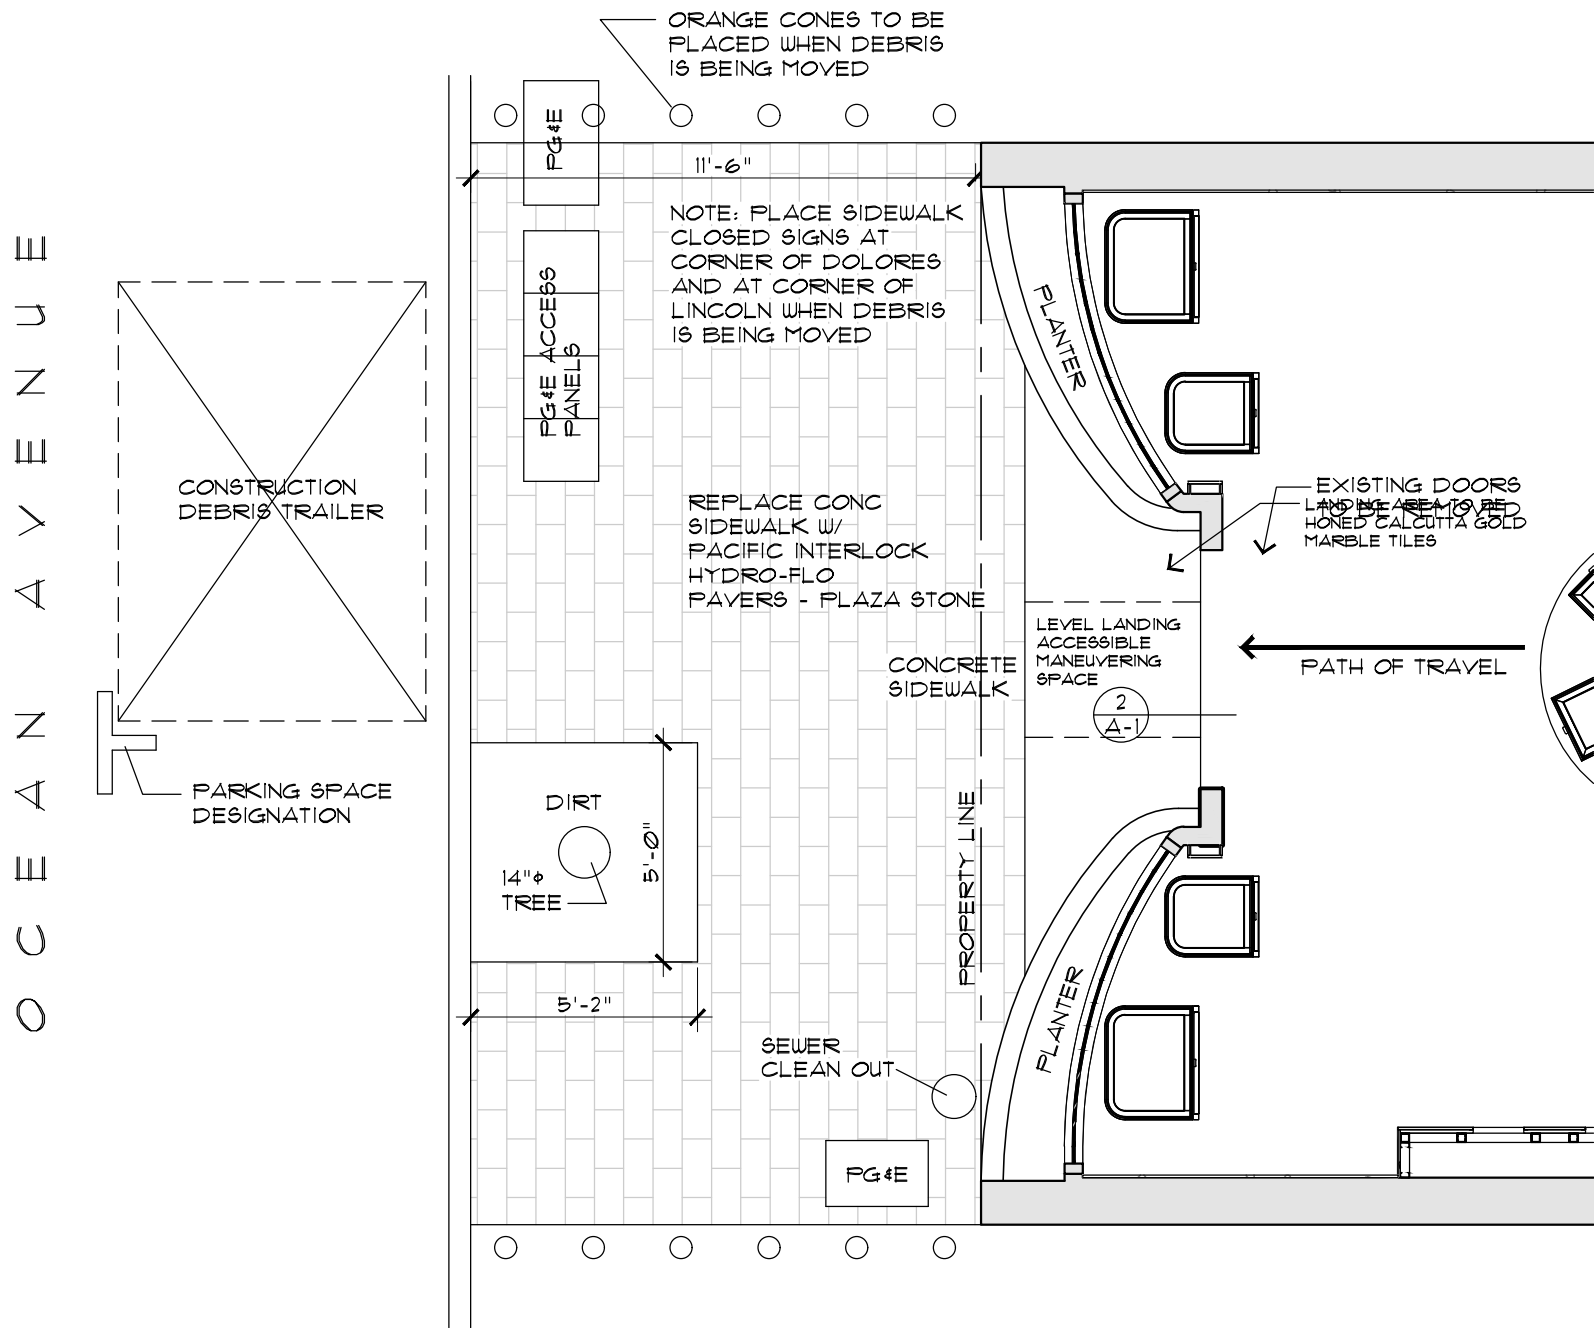 ORANGE CONES TO BE
PLACED WHEN DEBRIS
IS BEING MOVED
PG&E
11'-6"
NOTE: PLACE SIDEWALK
CLOSED SIGNS AT
CORNER OF DOLORES
AND AT CORNER OF
LINCOLN WHEN DEBRIS
IS BEING MOVED
OCEAN AVENUE
PG&E ACCESS
PANELS
PLANTER
CONSTRUCTION
DEBRIS TRAILER
REPLACE CONC
SIDEWALK W/
PACIFIC INTERLOCK
HYDRO-FLO
PAVERS - PLAZA STONE
EXISTING DOORS
TO BE REMOVED
LANDING AREA TO BE
HONED CALCUTTA GOLD
MARBLE TILES
LEVEL LANDING
ACCESSIBLE
MANEUVERING
SPACE
CONCRETE
SIDEWALK
PATH OF TRAVEL
2
A-1
PARKING SPACE
DESIGNATION
DIRT
5'-0"
14"φ
TREE
PROPERTY LINE
5'-2"
PLANTER
SEWER
CLEAN OUT
PG&E